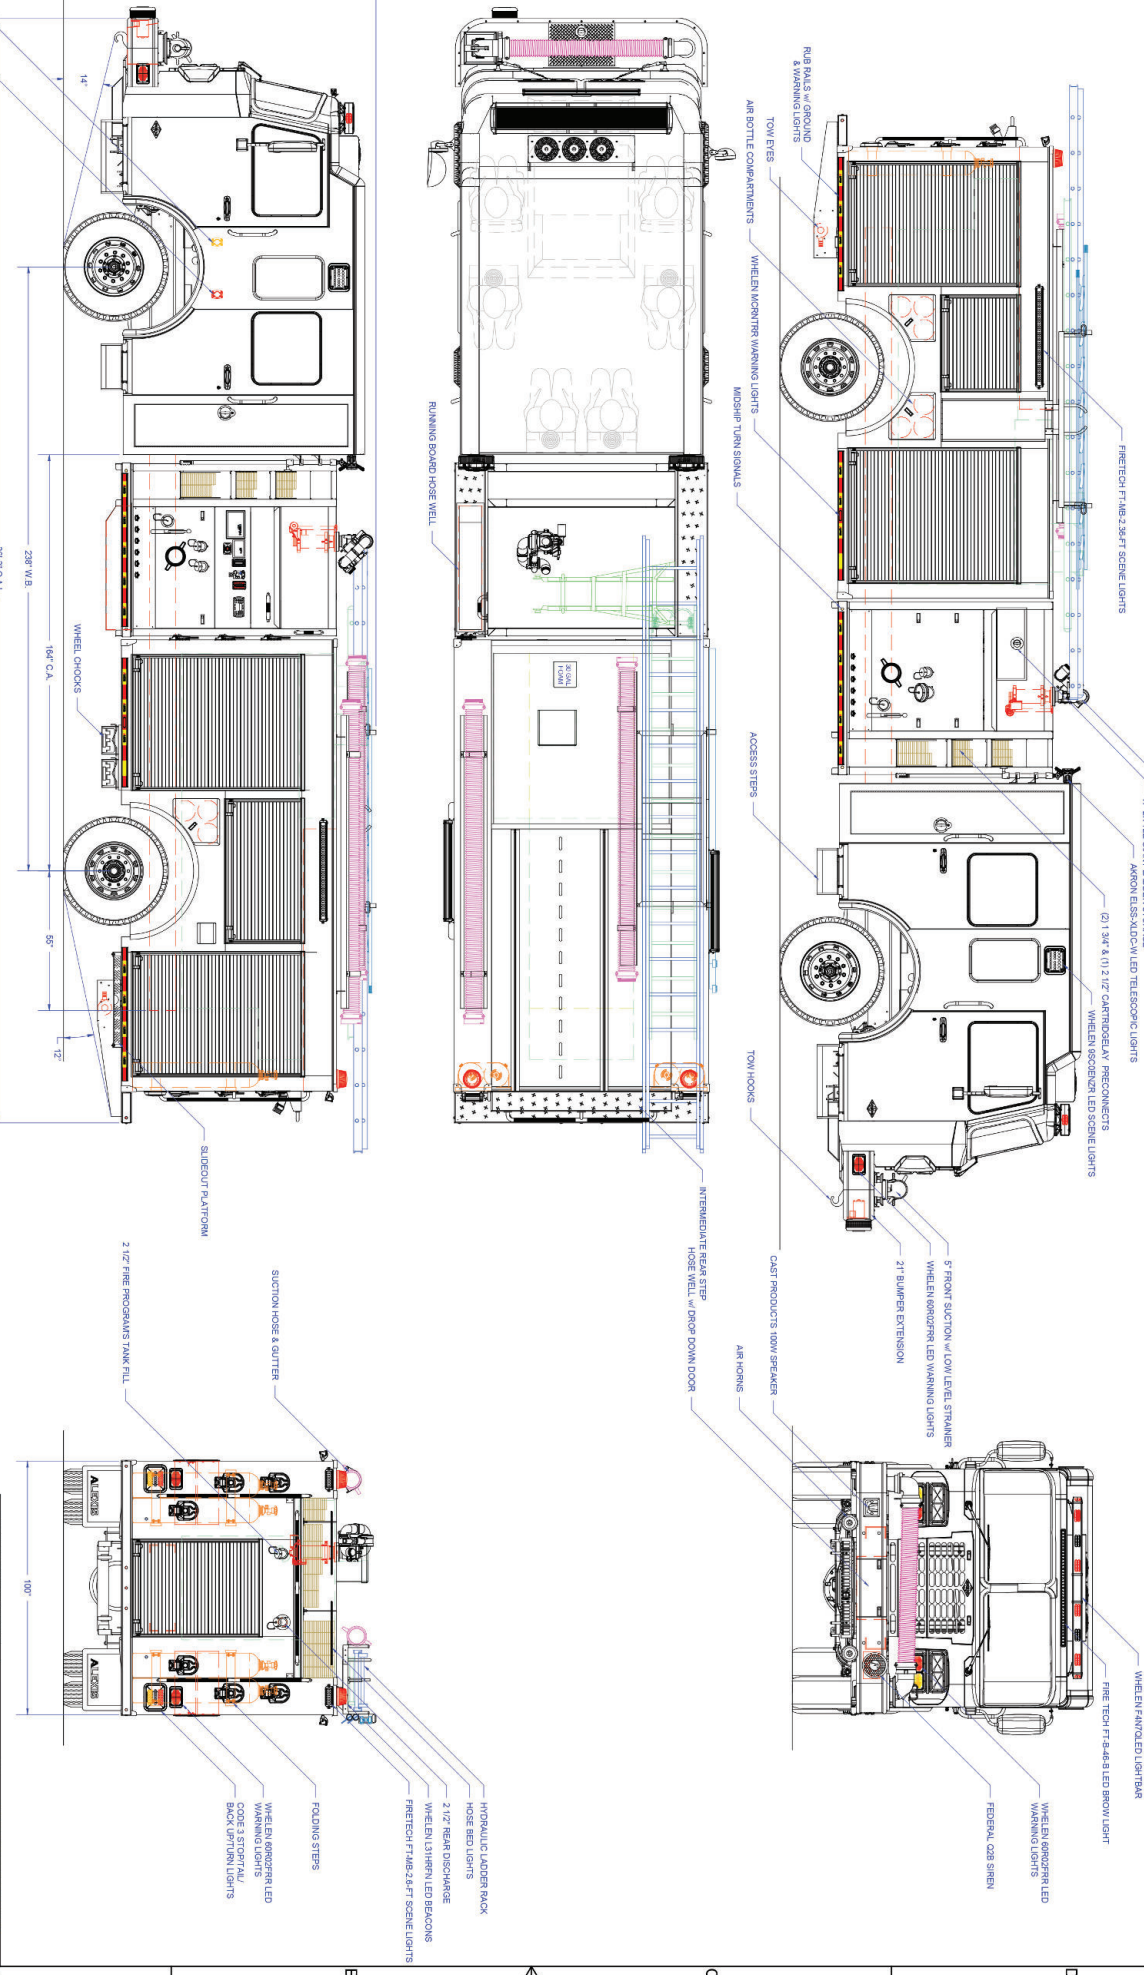 RUB RAILS w/ GROUND
& WARNING LIGHTS
TOW EYES
AIR BOTTLE COMPARTMENTS
WHELEN MCRNTRR WARNING LIGHTS
MIDSHIP TURN SIGNALS
FIRETECH FT-MB-2.36-FT SCENE LIGHTS
AKRON ELSS-XLDC-W LED TELESCOPIC LIGHTS
(2) 1 3/4" & (1) 2 1/2" CARTRIDGELAY PRECONNECTS
WHELEN 9SC0ENZR LED SCENE LIGHTS
ACCESS STEPS
TOW HOOKS
5" FRONT SUCTION w/ LOW LEVEL STRAINER
WHELEN 60R02FRR LED WARNING LIGHTS
21" BUMPER EXTENSION
CAST PRODUCTS 100W SPEAKER
AIR HORNS
INTERMEDIATE REAR STEP
HOSE WELL w/ DROP DOWN DOOR
WHELEN F4N7QLED LIGHTBAR
FIRE TECH FT-B-46-B LED BROW LIGHT
WHELEN 60R02FRR LED
WARNING LIGHTS
FEDERAL Q2B SIREN
RUNNING BOARD HOSE WELL
30 GAL
FOAM
14°
238" W.B.
164" C.A.
55"
12°
WHEEL CHOCKS
SLIDEOUT PLATFORM
SUCTION HOSE & GUTTER
2 1/2" FIRE PROGRAMS TANK FILL
ALEXIS
ALEXIS
100"
HYDRAULIC LADDER RACK
HOSE BED LIGHTS
2 1/2" REAR DISCHARGE
WHELEN L31HRFN LED BEACONS
FIRETECH FT-MB-2.6-FT SCENE LIGHTS
FOLDING STEPS
WHELEN 60R02FRR LED
WARNING LIGHTS
CODE 3 STOP/TAIL/
BACK UP/TURN LIGHTS